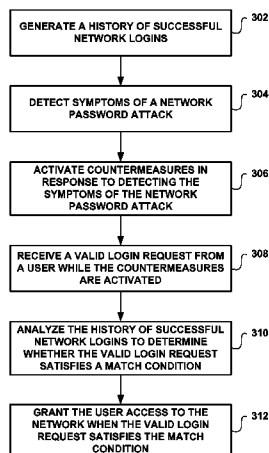 302
GENERATE A HISTORY OF SUCCESSFUL
NETWORK LOGINS
304
DETECT SYMPTOMS OF A NETWORK
PASSWORD ATTACK
306
ACTIVATE COUNTERMEASURES IN
RESPONSE TO DETECTING THE
SYMPTOMS OF THE NETWORK
PASSWORD ATTACK
308
RECEIVE A VALID LOGIN REQUEST FROM
A USER WHILE THE COUNTERMEASURES
ARE ACTIVATED
310
ANALYZE THE HISTORY OF SUCCESSFUL
NETWORK LOGINS TO DETERMINE
WHETHER THE VALID LOGIN REQUEST
SATISFIES A MATCH CONDITION
312
GRANT THE USER ACCESS TO THE
NETWORK WHEN THE VALID LOGIN
REQUEST SATISFIES THE MATCH
CONDITION